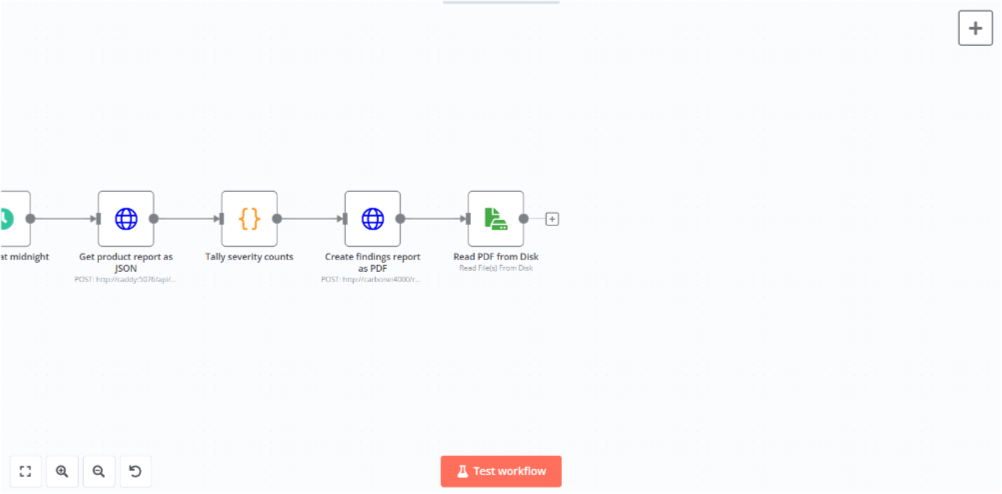 at midnight
Get product report as
JSON
POST: http://caddy:5076/api/...
Tally severity counts
Create findings report
as PDF
POST: http://carbone:4000/r...
Read PDF from Disk
Read File(s) From Disk
Test workflow